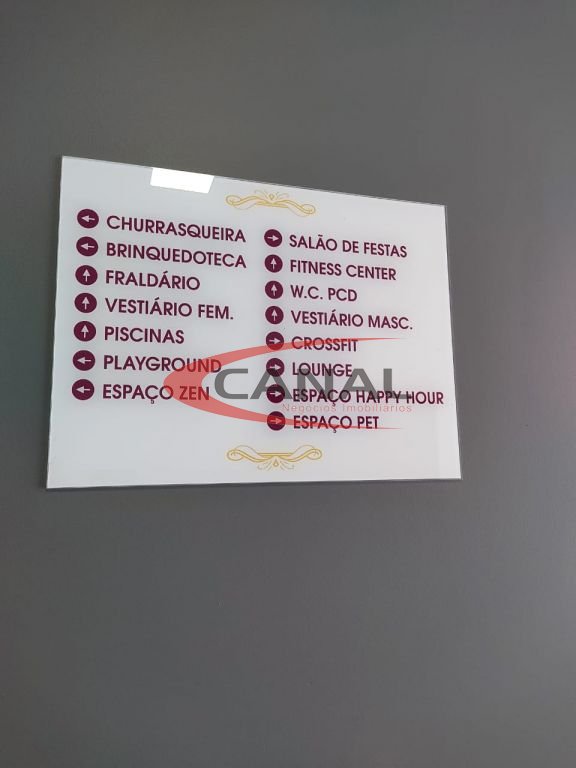 CHURRASQUEIRA
BRINQUEDOTECA
FRALDÁRIO
VESTIÁRIO FEM.
PISCINAS
PLAYGROUND
ESPAÇO ZEN
SALÃO DE FESTAS
FITNESS CENTER
W.C. PCD
VESTIÁRIO MASC.
CROSSFIT
LOUNGE
ESPAÇO HAPPY HOUR
ESPAÇO PET
CANAL
Negócios Imobiliários